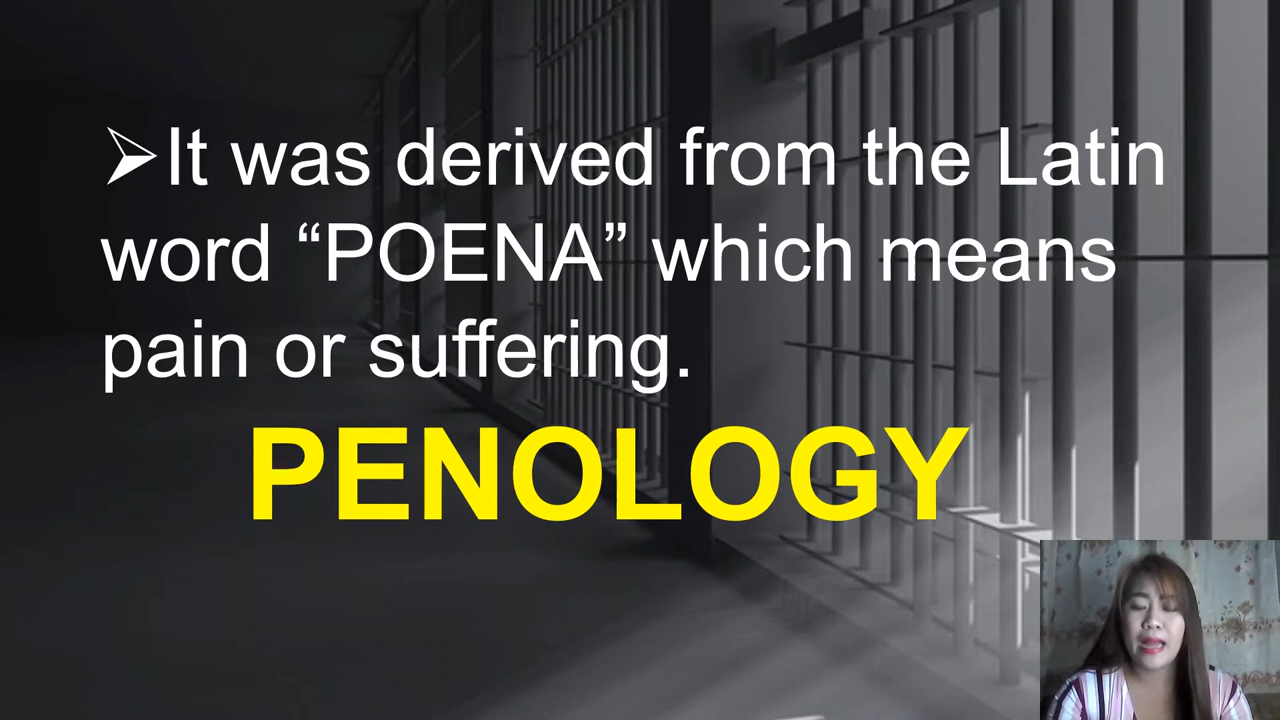 ➢It was derived from the Latin
word “POENA” which means
pain or suffering.
PENOLOGY